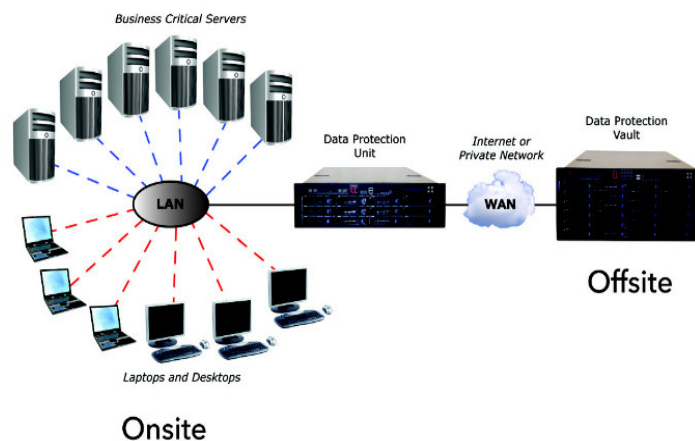 Business Critical Servers
Data Protection
Unit
Internet or
Private Network
Data Protection
Vault
LAN
WAN
Offsite
Laptops and Desktops
Onsite